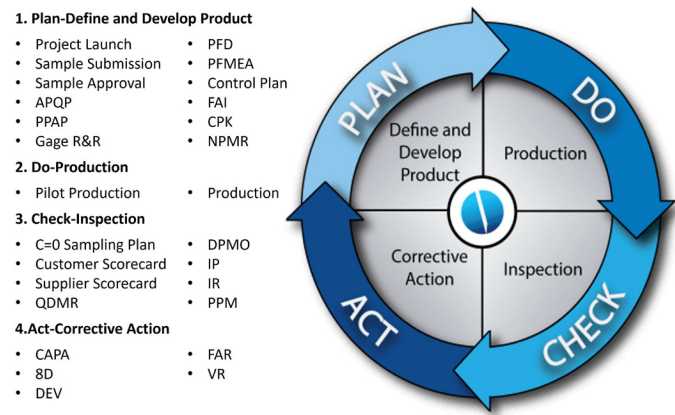 1. Plan-Define and Develop Product
• Project Launch
• Sample Submission
• Sample Approval
• APQP
• PPAP
• Gage R&R
• PFD
• PFMEA
• Control Plan
• FAI
• CPK
• NPMR
2. Do-Production
• Pilot Production
• Production
3. Check-Inspection
• C=0 Sampling Plan
• Customer Scorecard
• Supplier Scorecard
• QDMR
• DPMO
• IP
• IR
• PPM
4.Act-Corrective Action
• CAPA
• 8D
• DEV
• FAR
• VR
PLAN
DO
CHECK
ACT
Define and
Develop
Product
Production
Inspection
Corrective
Action